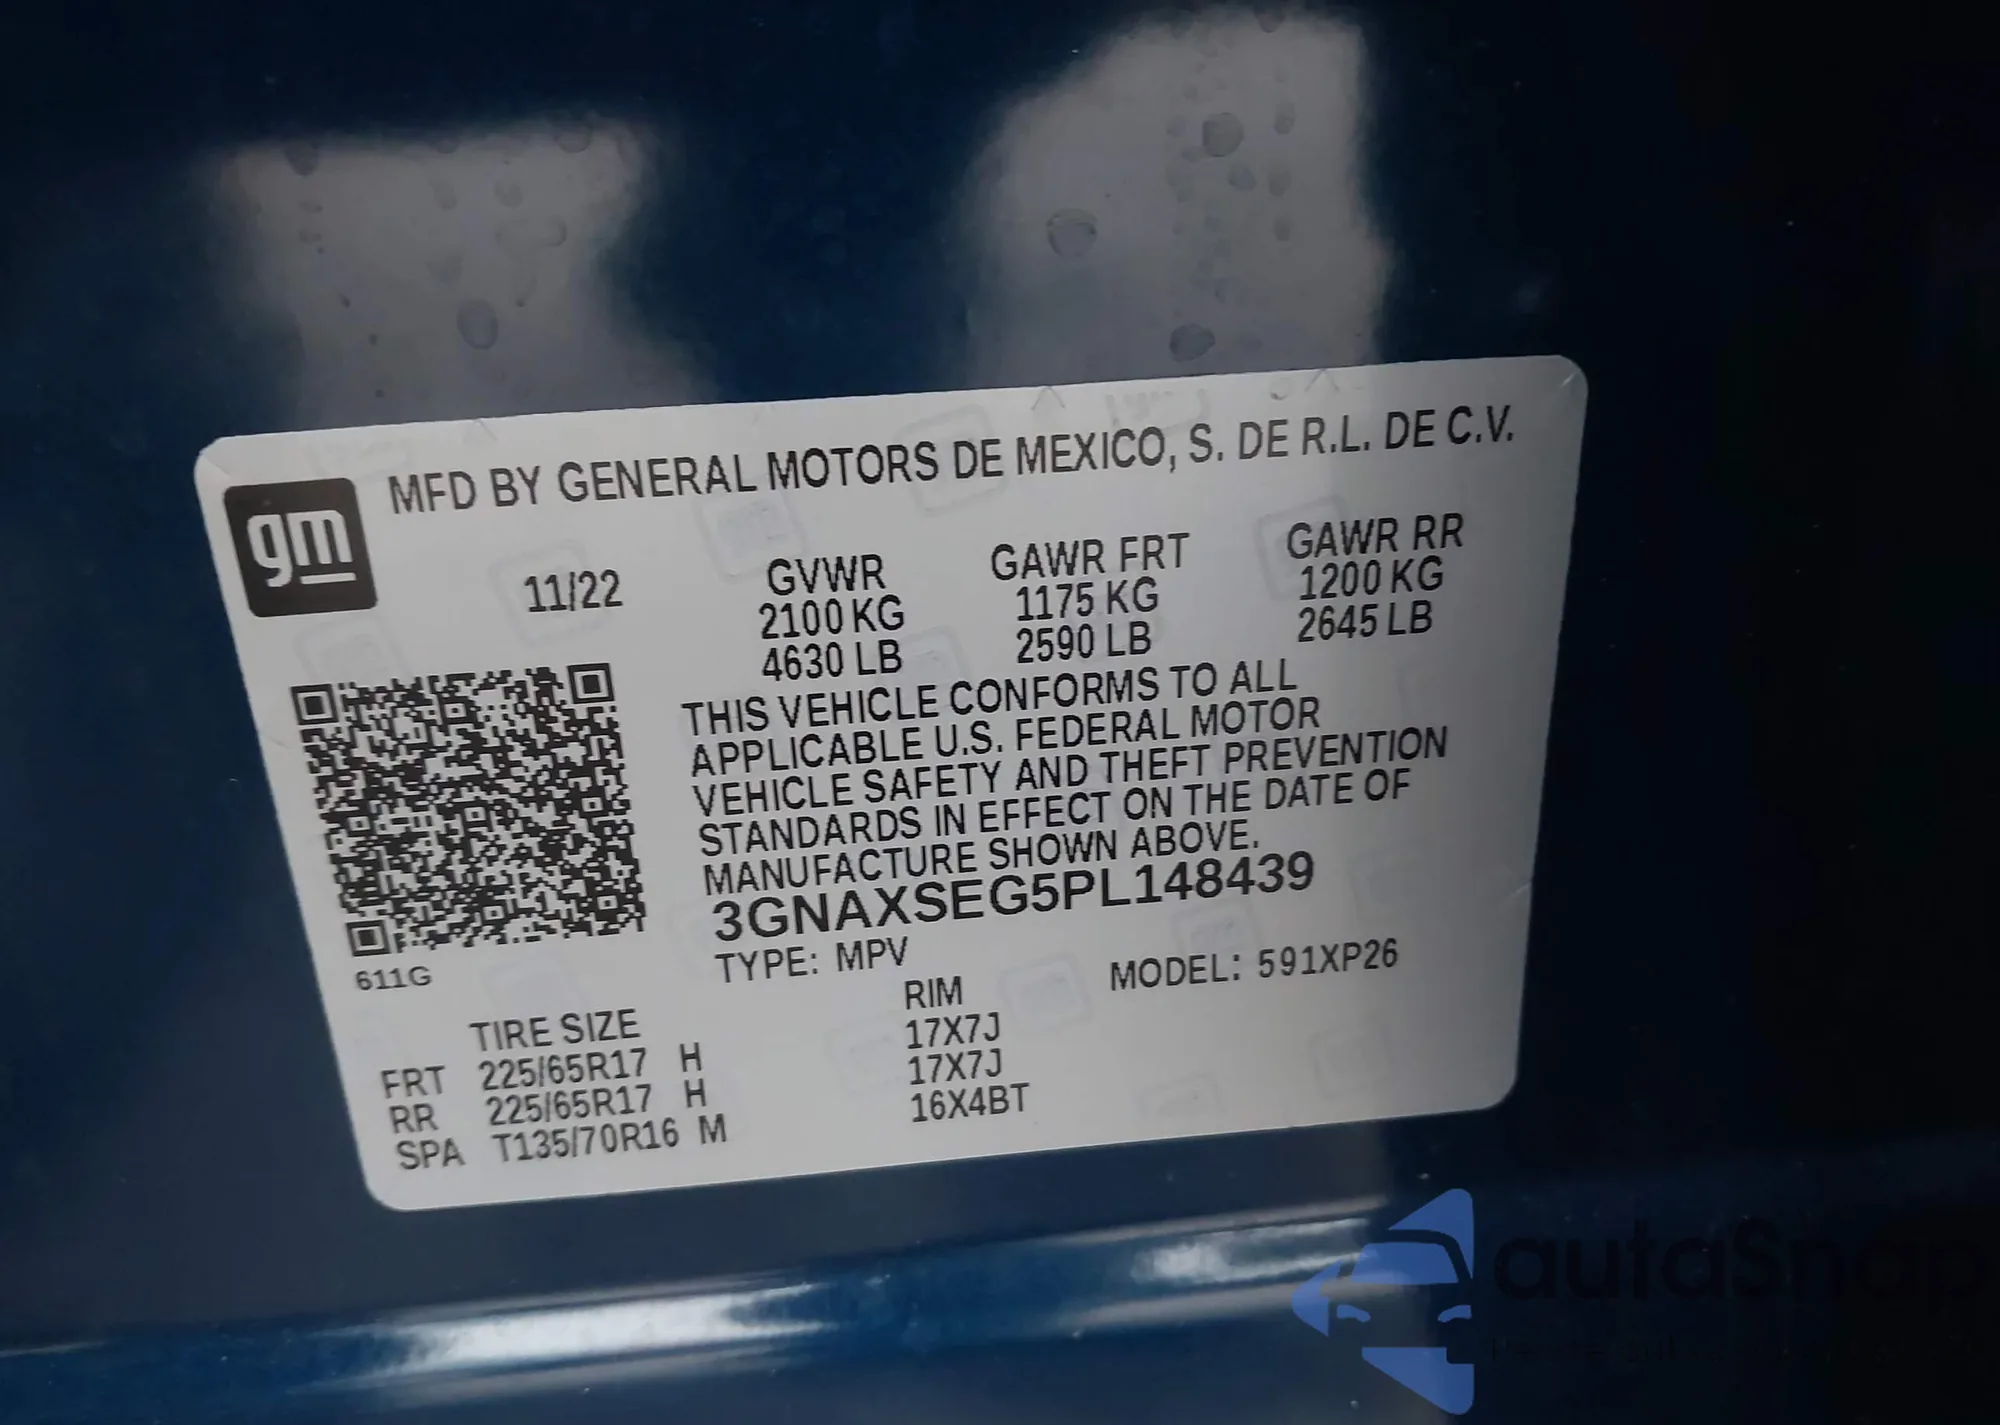 MFD BY GENERAL MOTORS DE MEXICO, S. DE R.L. DE C.V.
gm
11/22
GVWR GAWR FRT GAWR RR
2100 KG 1175 KG 1200 KG
4630 LB 2590 LB 2645 LB
THIS VEHICLE CONFORMS TO ALL
APPLICABLE U.S. FEDERAL MOTOR
VEHICLE SAFETY AND THEFT PREVENTION
STANDARDS IN EFFECT ON THE DATE OF
MANUFACTURE SHOWN ABOVE.
3GNAXSEG5PL148439
611G
TYPE: MPV MODEL: 591XP26
TIRE SIZE RIM
FRT 225/65R17 H 17X7J
RR 225/65R17 H 17X7J
SPA T135/70R16 M 16X4BT
autaSnap